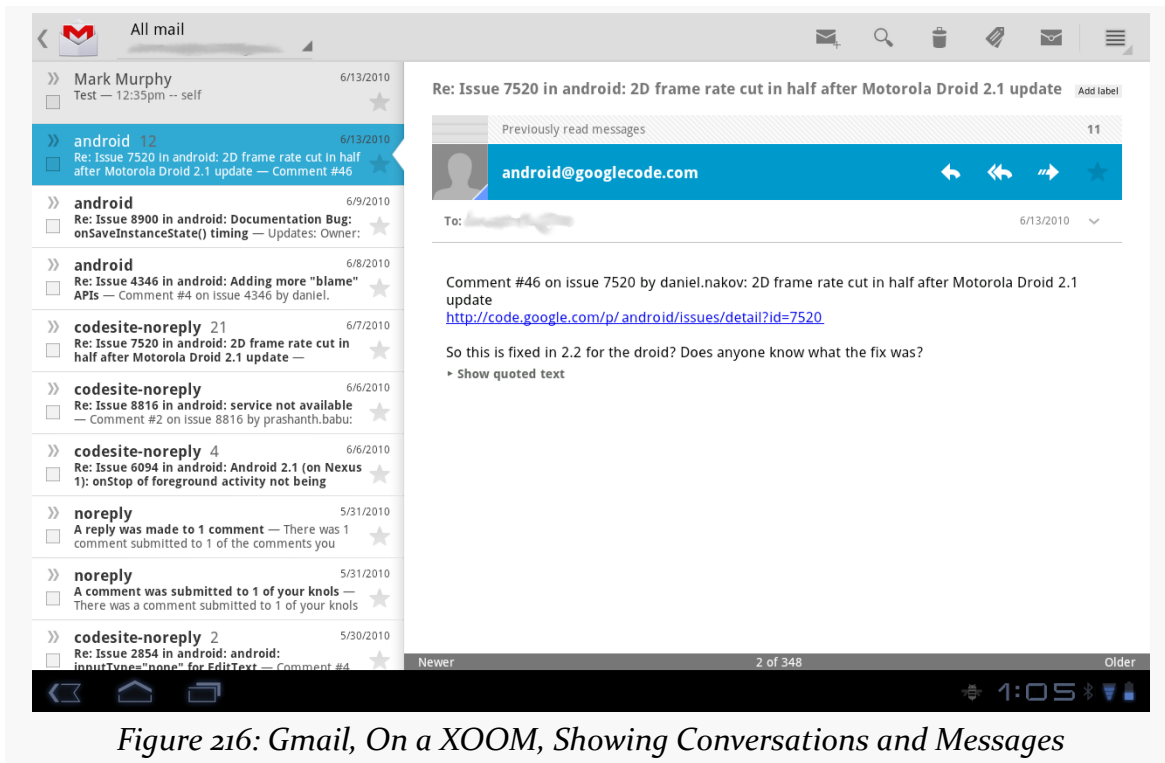 All mail
Mark Murphy 6/13/2010
Test — 12:35pm -- self
android 12 6/13/2010
Re: Issue 7520 in android: 2D frame rate cut in half
after Motorola Droid 2.1 update — Comment #46
android 6/9/2010
Re: Issue 8900 in android: Documentation Bug:
onSaveInstanceState() timing — Updates: Owner:
android 6/8/2010
Re: Issue 4346 in android: Adding more "blame"
APIs — Comment #4 on issue 4346 by daniel.
codesite-noreply 21 6/7/2010
Re: Issue 7520 in android: 2D frame rate cut in
half after Motorola Droid 2.1 update —
codesite-noreply 6/6/2010
Re: Issue 8816 in android: service not available
— Comment #2 on issue 8816 by prashanth.babu:
codesite-noreply 4 6/6/2010
Re: Issue 6094 in android: Android 2.1 (on Nexus
1): onStop of foreground activity not being
noreply 5/31/2010
A reply was made to 1 comment — There was 1
comment submitted to 1 of the comments you
noreply 5/31/2010
A comment was submitted to 1 of your knols —
There was a comment submitted to 1 of your knols
codesite-noreply 2 5/30/2010
Re: Issue 2854 in android: android:
inputType="none" for EditText — Comment #4
Re: Issue 7520 in android: 2D frame rate cut in half after Motorola Droid 2.1 update Add label
Previously read messages 11
android@googlecode.com
To: 6/13/2010
Comment #46 on issue 7520 by daniel.nakov: 2D frame rate cut in half after Motorola Droid 2.1
update
http://code.google.com/p/android/issues/detail?id=7520
So this is fixed in 2.2 for the droid? Does anyone know what the fix was?
Show quoted text
Newer 2 of 348 Older
1:05
Figure 216: Gmail, On a XOOM, Showing Conversations and Messages